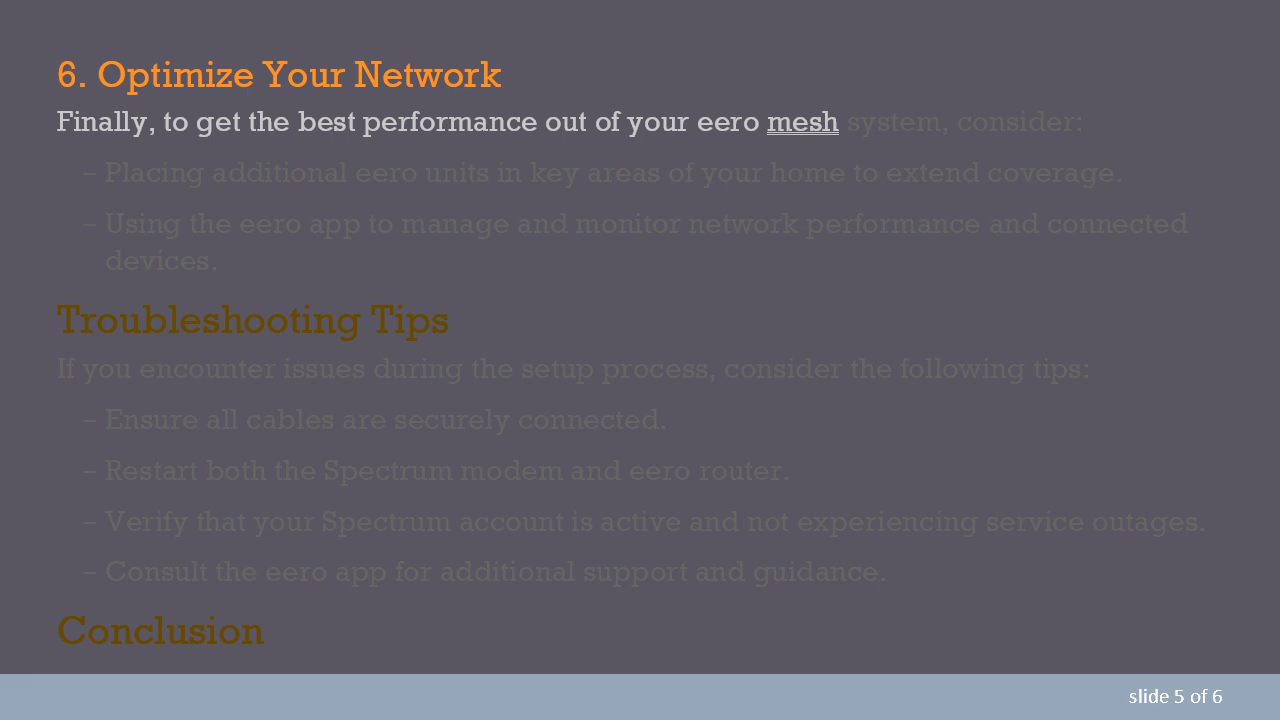 6. Optimize Your Network
Finally, to get the best performance out of your eero mesh system, consider:
– Placing additional eero units in key areas of your home to extend coverage.
– Using the eero app to manage and monitor network performance and connected
devices.
Troubleshooting Tips
If you encounter issues during the setup process, consider the following tips:
– Ensure all cables are securely connected.
– Restart both the Spectrum modem and eero router.
– Verify that your Spectrum account is active and not experiencing service outages.
– Consult the eero app for additional support and guidance.
Conclusion
slide 5 of 6